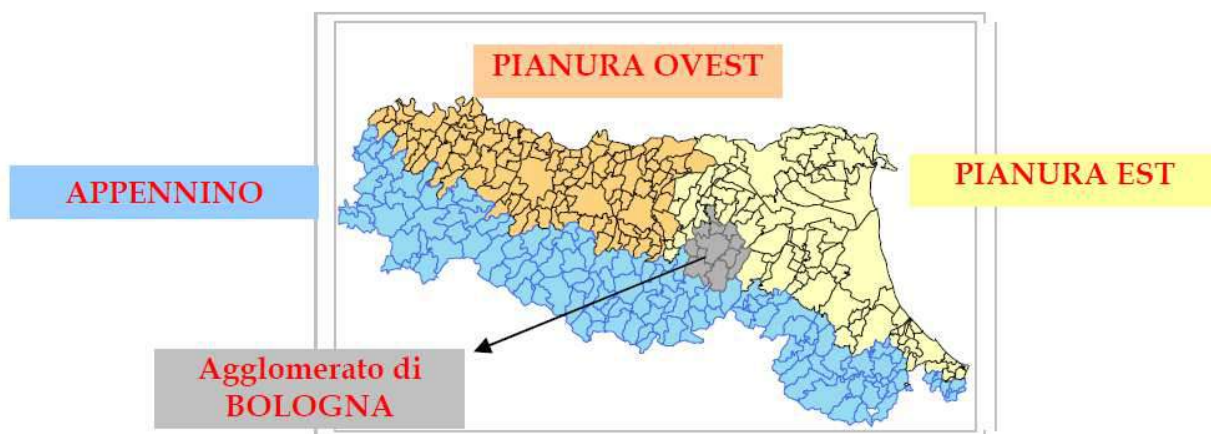 PIANURA OVEST
APPENNINO
PIANURA EST
Agglomerato di
BOLOGNA